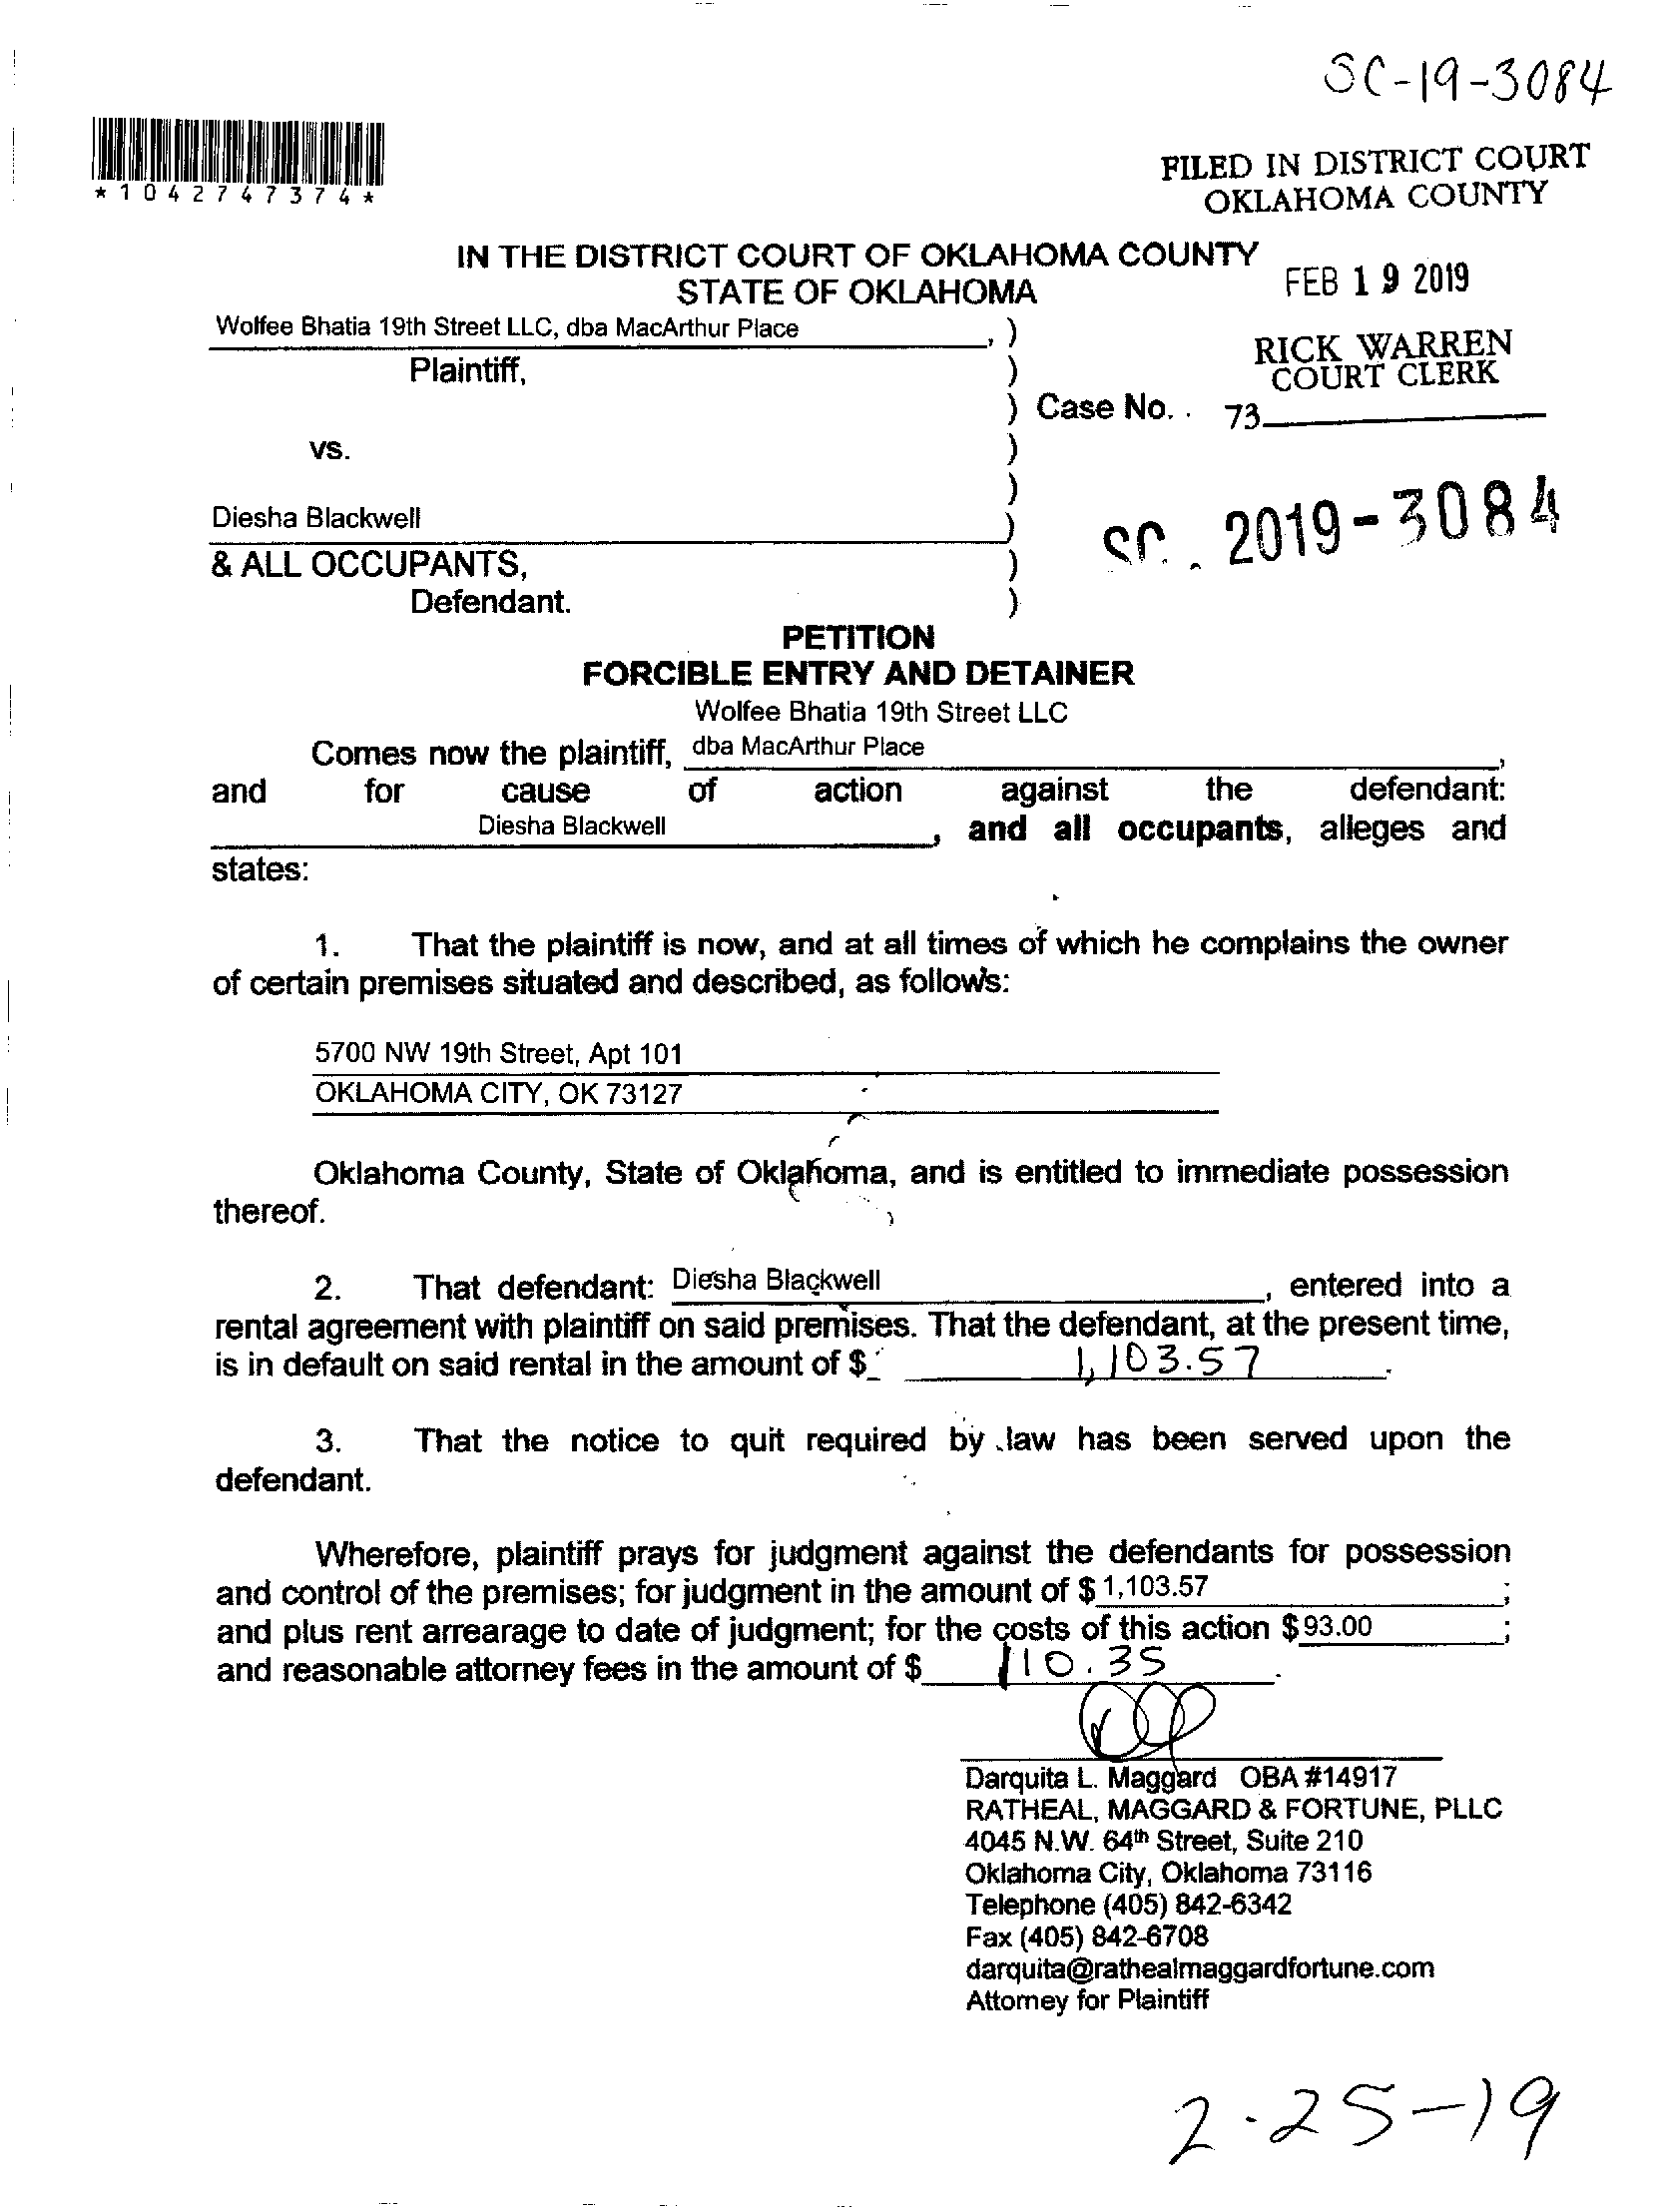 SC-19-3084
*1042747374*
FILED IN DISTRICT COURT
OKLAHOMA COUNTY
IN THE DISTRICT COURT OF OKLAHOMA COUNTY
STATE OF OKLAHOMA
FEB 19 2019
Wolfee Bhatia 19th Street LLC, dba MacArthur Place, )
Plaintiff, )
RICK WARREN
COURT CLERK
) Case No. . 73
vs. )
)
Diesha Blackwell )
SC. 2019-3084
& ALL OCCUPANTS, )
Defendant. )
PETITION
FORCIBLE ENTRY AND DETAINER
Wolfee Bhatia 19th Street LLC
Comes now the plaintiff, dba MacArthur Place,
and for cause of action against the defendant:
Diesha Blackwell, and all occupants, alleges and
states:
1. That the plaintiff is now, and at all times of which he complains the owner
of certain premises situated and described, as follows:
5700 NW 19th Street, Apt 101
OKLAHOMA CITY, OK 73127
Oklahoma County, State of Oklahoma, and is entitled to immediate possession
thereof.
2. That defendant: Diesha Blackwell, entered into a
rental agreement with plaintiff on said premises. That the defendant, at the present time,
is in default on said rental in the amount of $ 1,103.57.
3. That the notice to quit required by law has been served upon the
defendant.
Wherefore, plaintiff prays for judgment against the defendants for possession
and control of the premises; for judgment in the amount of $ 1,103.57;
and plus rent arrearage to date of judgment; for the costs of this action $ 93.00;
and reasonable attorney fees in the amount of $ 110.35.
Darquita L. Maggard OBA #14917
RATHEAL, MAGGARD & FORTUNE, PLLC
4045 N.W. 64th Street, Suite 210
Oklahoma City, Oklahoma 73116
Telephone (405) 842-6342
Fax (405) 842-6708
darquita@rathealmaggardfortune.com
Attorney for Plaintiff
2-25-19